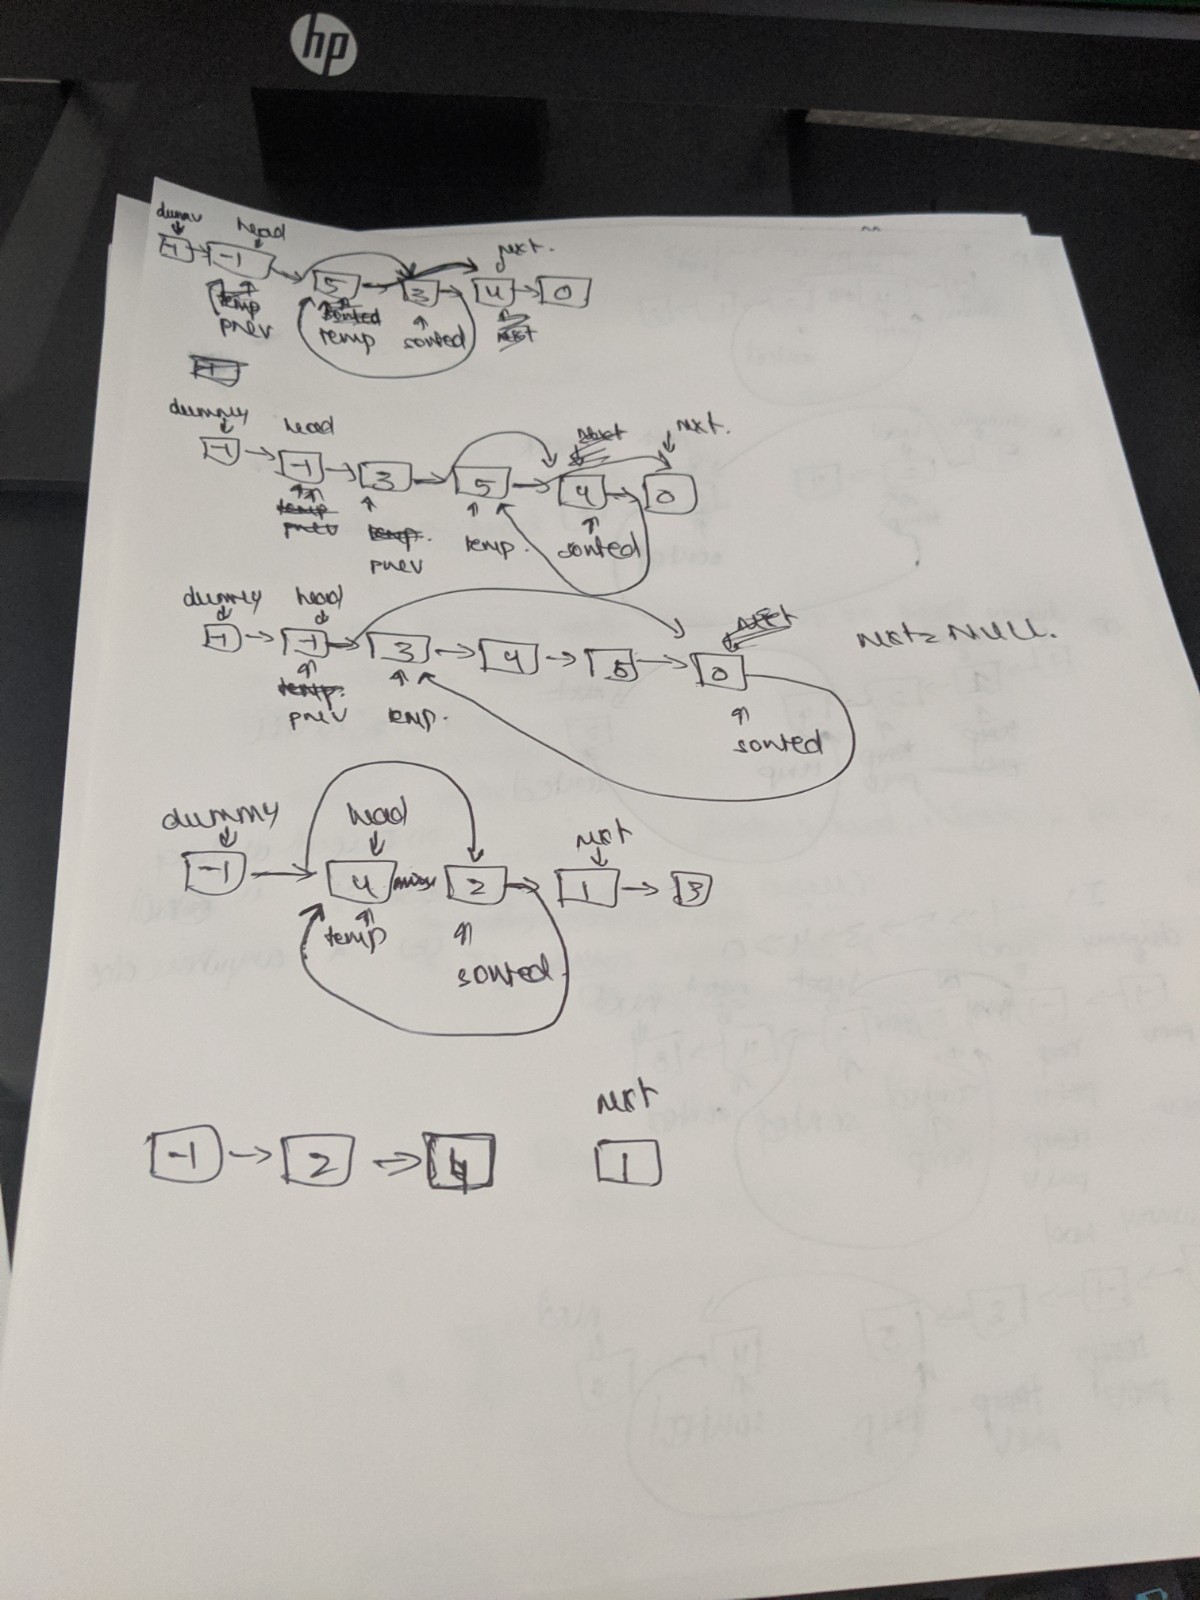 hp
dummy head next.
-1 -1 5 3 4 0
temp sorted
prev temp sorted next
dummy head next next.
-1 -1 3 5 4 0
temp temp. temp. sorted
prev prev
dummy head next
-1 -1 3 4 5 0 next=NULL.
temp.
prev temp. sorted
dummy head next
-1 4 2 1 3
temp sorted
next
-1 2 4 1